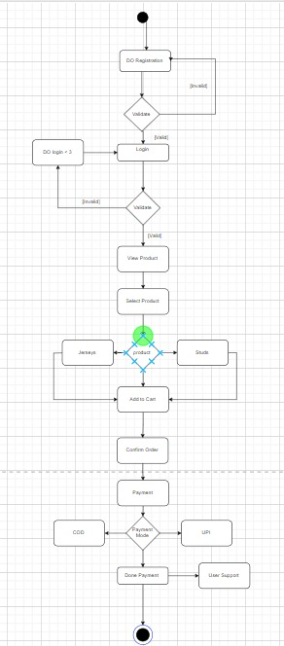 DO Registration
[Invalid]
Validate
[Valid]
Login
DO login < 3
[Invalid]
Validate
[Valid]
View Product
Select Product
Jerseys
product
Studs
Add to Cart
Confirm Order
Payment
COD
Payment
Mode
UPI
Done Payment
User Support